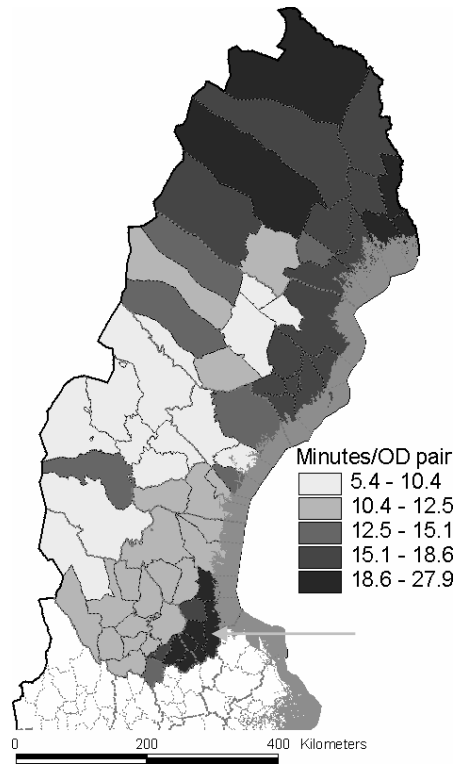 Minutes/OD pair
5.4 - 10.4
10.4 - 12.5
12.5 - 15.1
15.1 - 18.6
18.6 - 27.9
0 200 400 Kilometers